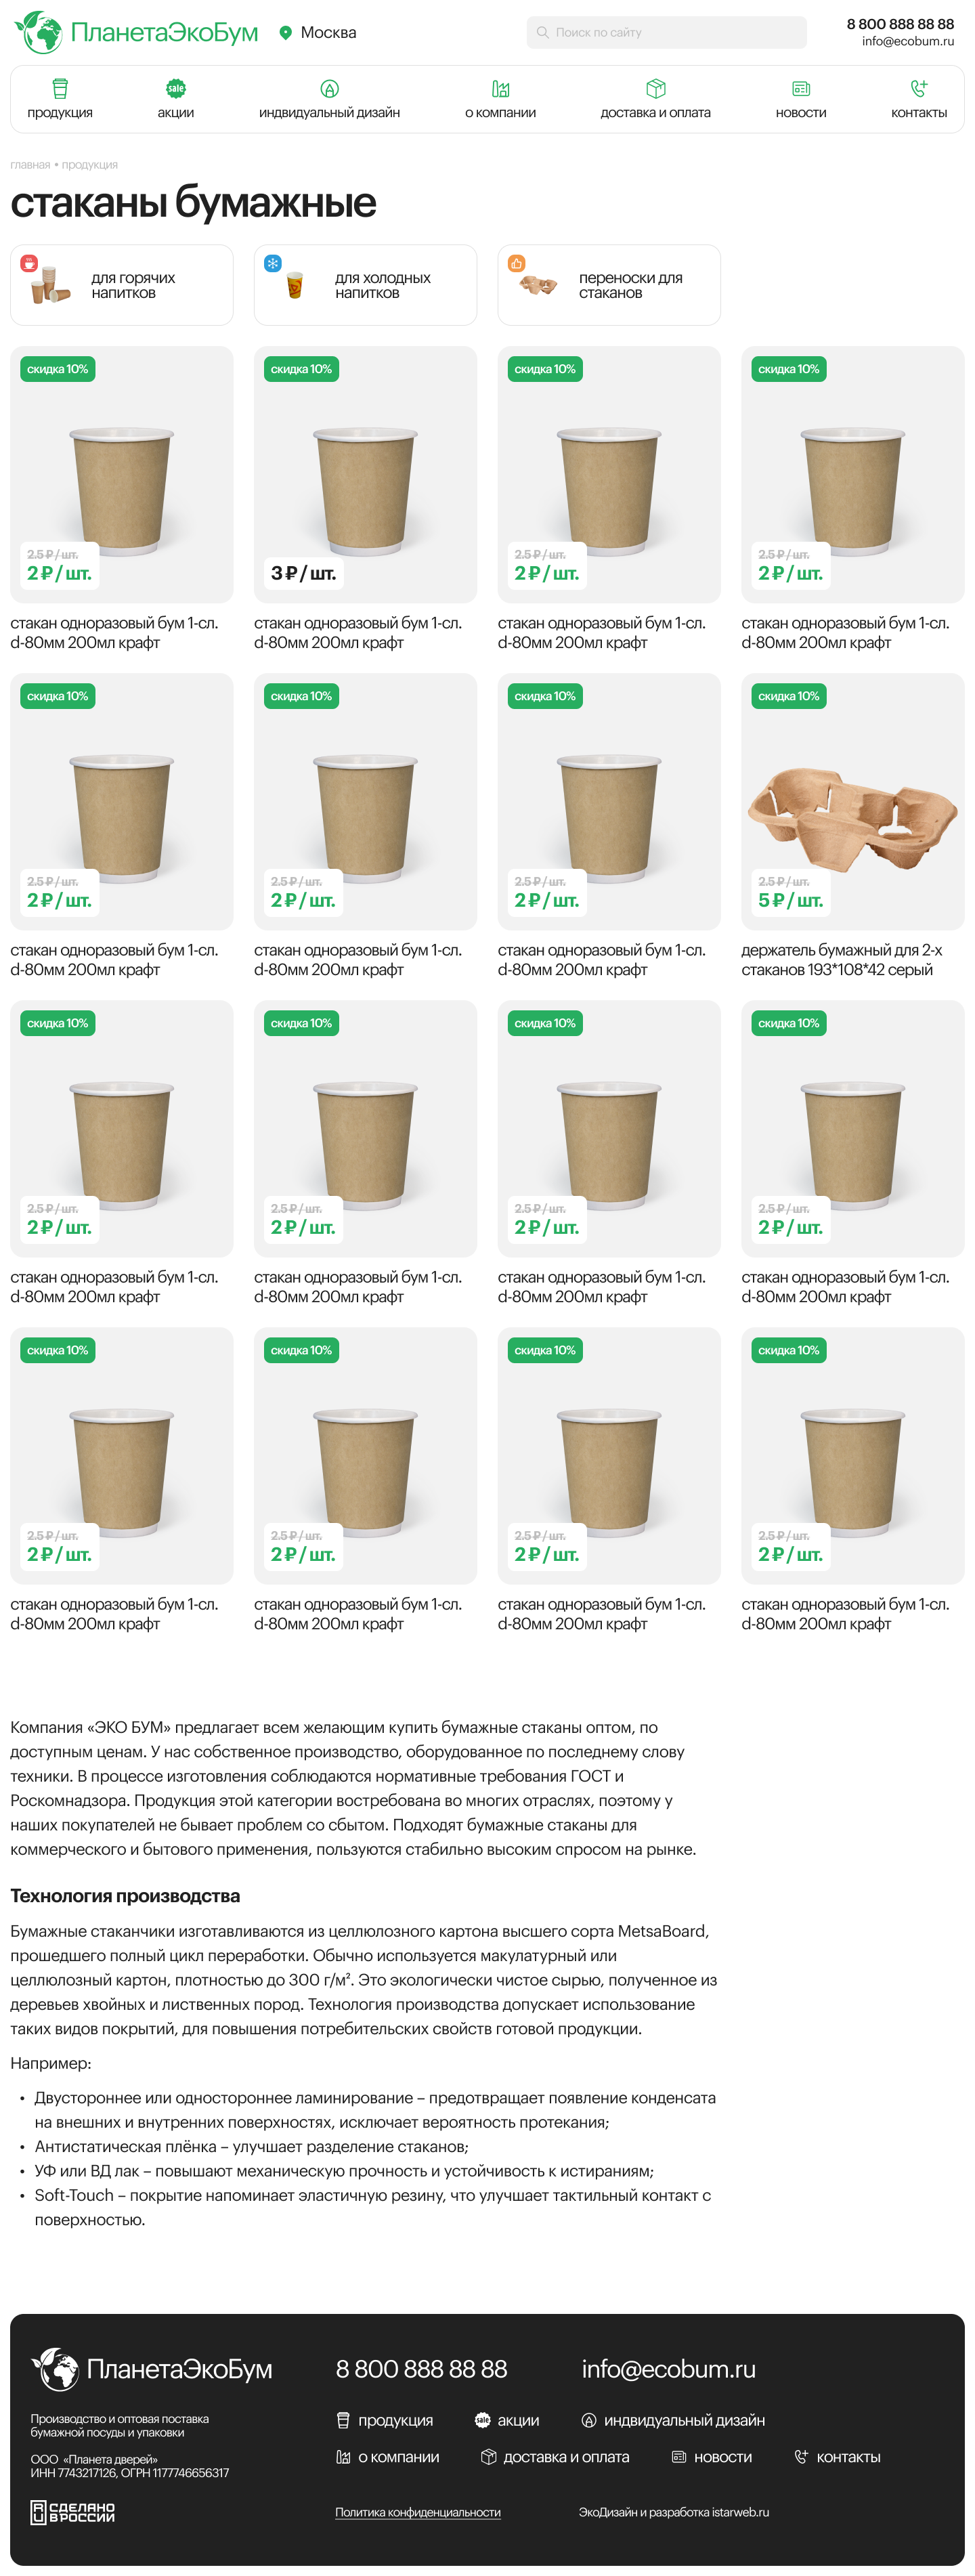 ПланетаЭкоБум
Москва
Поиск по сайту
8 800 888 88 88
info@ecobum.ru
продукция
sale
акции
индвидуальный дизайн
о компании
доставка и оплата
новости
контакты
главная • продукция
стаканы бумажные
для горячих
напитков
для холодных
напитков
переноски для
стаканов
скидка 10%
2.5 ₽ / шт.
2 ₽ / шт.
стакан одноразовый бум 1-сл.
d-80мм 200мл крафт
скидка 10%
3 ₽ / шт.
стакан одноразовый бум 1-сл.
d-80мм 200мл крафт
скидка 10%
2.5 ₽ / шт.
2 ₽ / шт.
стакан одноразовый бум 1-сл.
d-80мм 200мл крафт
скидка 10%
2.5 ₽ / шт.
2 ₽ / шт.
стакан одноразовый бум 1-сл.
d-80мм 200мл крафт
скидка 10%
2.5 ₽ / шт.
2 ₽ / шт.
стакан одноразовый бум 1-сл.
d-80мм 200мл крафт
скидка 10%
2.5 ₽ / шт.
2 ₽ / шт.
стакан одноразовый бум 1-сл.
d-80мм 200мл крафт
скидка 10%
2.5 ₽ / шт.
2 ₽ / шт.
стакан одноразовый бум 1-сл.
d-80мм 200мл крафт
скидка 10%
2.5 ₽ / шт.
5 ₽ / шт.
держатель бумажный для 2-х
стаканов 193*108*42 серый
скидка 10%
2.5 ₽ / шт.
2 ₽ / шт.
стакан одноразовый бум 1-сл.
d-80мм 200мл крафт
скидка 10%
2.5 ₽ / шт.
2 ₽ / шт.
стакан одноразовый бум 1-сл.
d-80мм 200мл крафт
скидка 10%
2.5 ₽ / шт.
2 ₽ / шт.
стакан одноразовый бум 1-сл.
d-80мм 200мл крафт
скидка 10%
2.5 ₽ / шт.
2 ₽ / шт.
стакан одноразовый бум 1-сл.
d-80мм 200мл крафт
скидка 10%
2.5 ₽ / шт.
2 ₽ / шт.
стакан одноразовый бум 1-сл.
d-80мм 200мл крафт
скидка 10%
2.5 ₽ / шт.
2 ₽ / шт.
стакан одноразовый бум 1-сл.
d-80мм 200мл крафт
скидка 10%
2.5 ₽ / шт.
2 ₽ / шт.
стакан одноразовый бум 1-сл.
d-80мм 200мл крафт
скидка 10%
2.5 ₽ / шт.
2 ₽ / шт.
стакан одноразовый бум 1-сл.
d-80мм 200мл крафт
Компания «ЭКО БУМ» предлагает всем желающим купить бумажные стаканы оптом, по
доступным ценам. У нас собственное производство, оборудованное по последнему слову
техники. В процессе изготовления соблюдаются нормативные требования ГОСТ и
Роскомнадзора. Продукция этой категории востребована во многих отраслях, поэтому у
наших покупателей не бывает проблем со сбытом. Подходят бумажные стаканы для
коммерческого и бытового применения, пользуются стабильно высоким спросом на рынке.
Технология производства
Бумажные стаканчики изготавливаются из целлюлозного картона высшего сорта MetsaBoard,
прошедшего полный цикл переработки. Обычно используется макулатурный или
целлюлозный картон, плотностью до 300 г/м². Это экологически чистое сырью, полученное из
деревьев хвойных и лиственных пород. Технология производства допускает использование
таких видов покрытий, для повышения потребительских свойств готовой продукции.
Например:
• Двустороннее или одностороннее ламинирование – предотвращает появление конденсата
на внешних и внутренних поверхностях, исключает вероятность протекания;
• Антистатическая плёнка – улучшает разделение стаканов;
• УФ или ВД лак – повышают механическую прочность и устойчивость к истираниям;
• Soft-Touch – покрытие напоминает эластичную резину, что улучшает тактильный контакт с
поверхностью.
ПланетаЭкоБум
8 800 888 88 88
info@ecobum.ru
Производство и оптовая поставка
бумажной посуды и упаковки
ООО «Планета дверей»
ИНН 7743217126, ОГРН 1177746656317
СДЕЛАНО
В РОССИИ
продукция
sale
акции
индвидуальный дизайн
о компании
доставка и оплата
новости
контакты
Политика конфиденциальности
ЭкоДизайн и разработка istarweb.ru